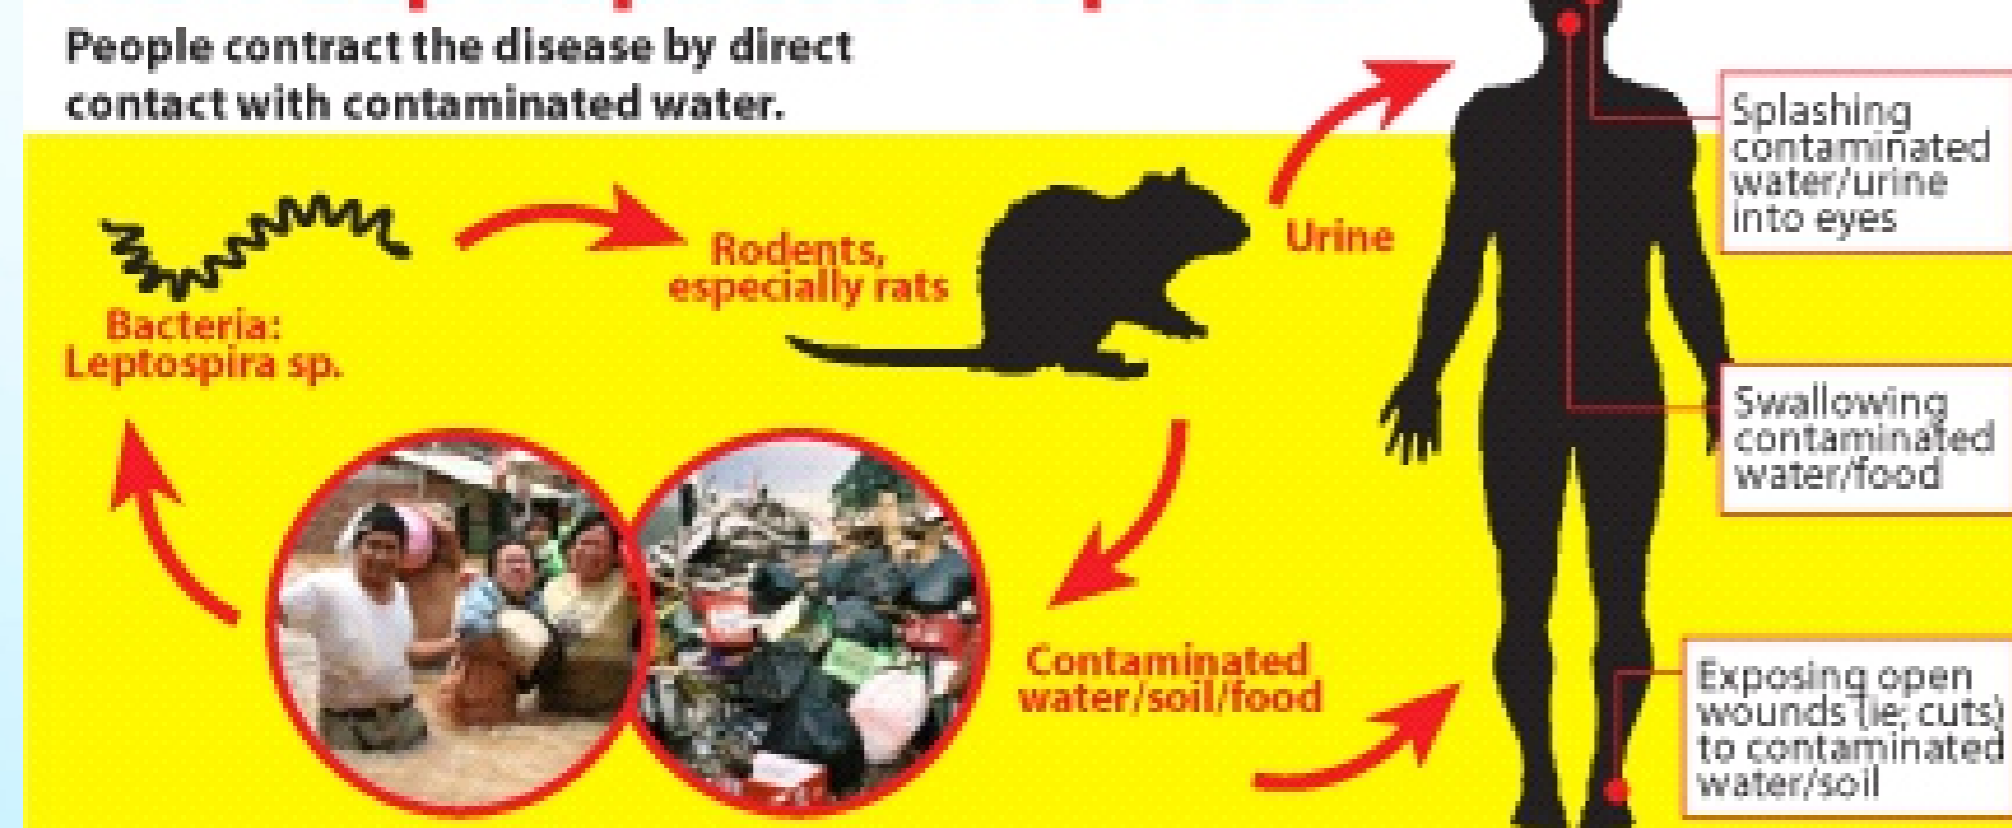 People contract the disease by direct
contact with contaminated water.
Splashing
contaminated
water/urine
into eyes
Urine
Rodents,
especially rats
Bacteria:
Leptospira sp.
Swallowing
contaminated
water/food
Contaminated
water/soil/food
Exposing open
wounds (ie; cuts)
to contaminated
water/soil